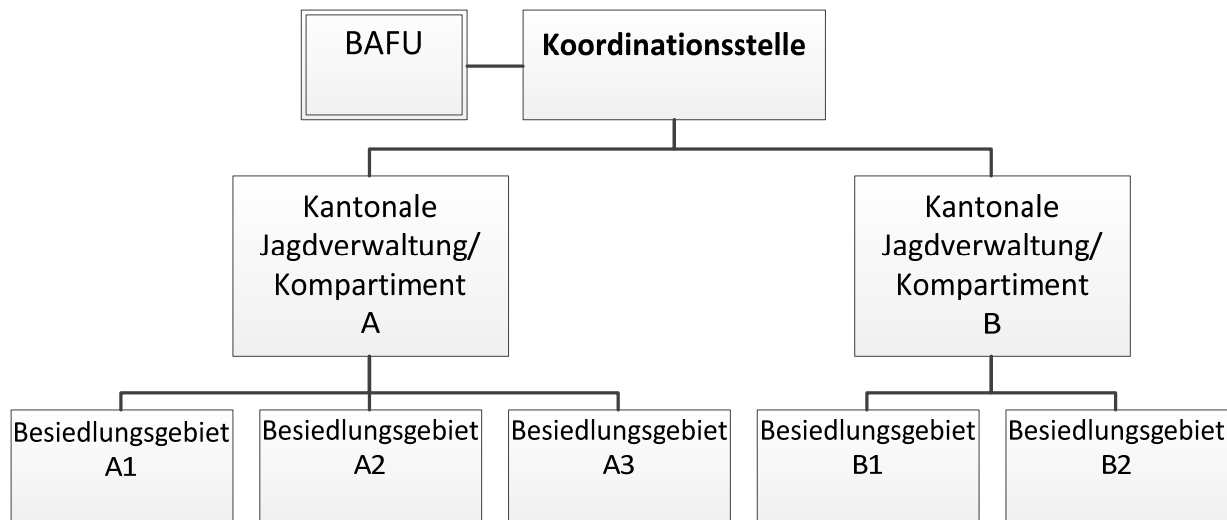 BAFU
Koordinationsstelle
Kantonale
Jagdverwaltung/
Kompartiment
A
Kantonale
Jagdverwaltung/
Kompartiment
B
Besiedlungsgebiet
A1
Besiedlungsgebiet
A2
Besiedlungsgebiet
A3
Besiedlungsgebiet
B1
Besiedlungsgebiet
B2